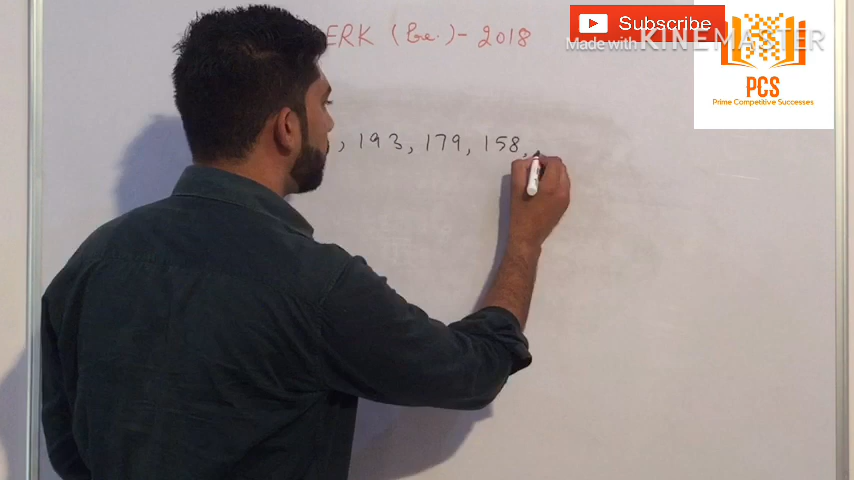 Subscribe
Made with KINEMASTER
PCS
Prime Competitive Successes
ERK (Pre.) - 2018
, 193, 179, 158,